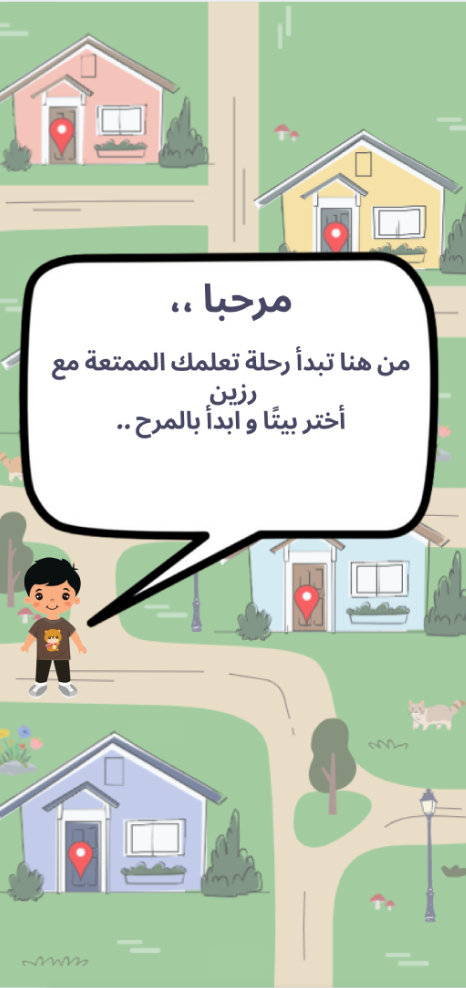 مرحبا ،،
من هنا تبدأ رحلة تعلمك الممتعة مع
رزين
أختر بيتًا و ابدأ بالمرح ..